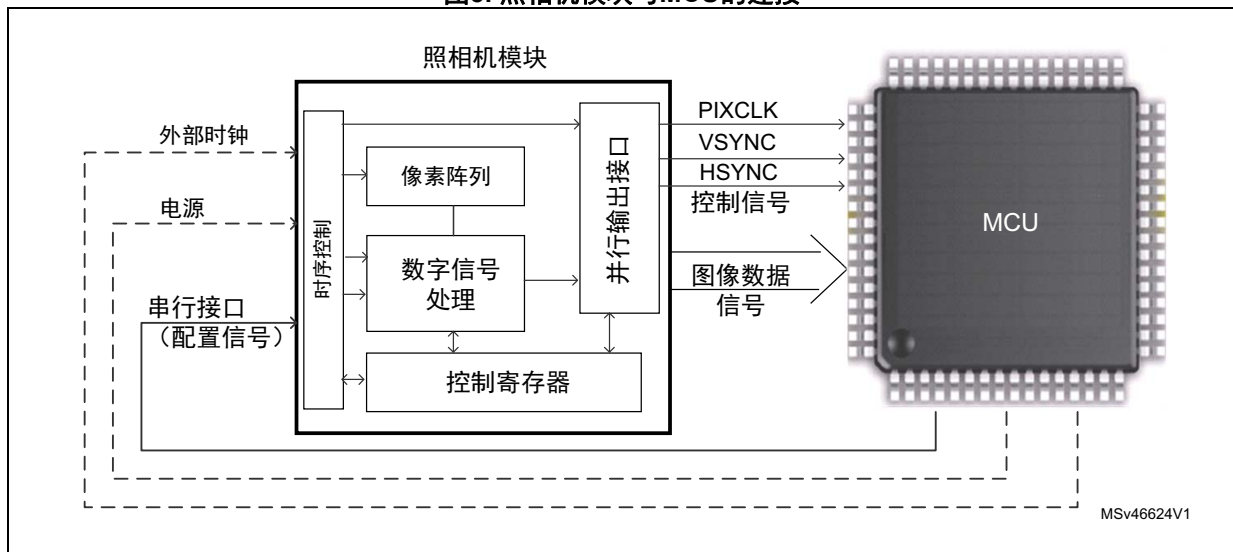 照相机模块
外部时钟
电源
串行接口
（配置信号）
时序控制
像素阵列
数字信号
处理
控制寄存器
并行输出接口
PIXCLK
VSYNC
HSYNC
控制信号
图像数据
信号
MCU
MSv46624V1